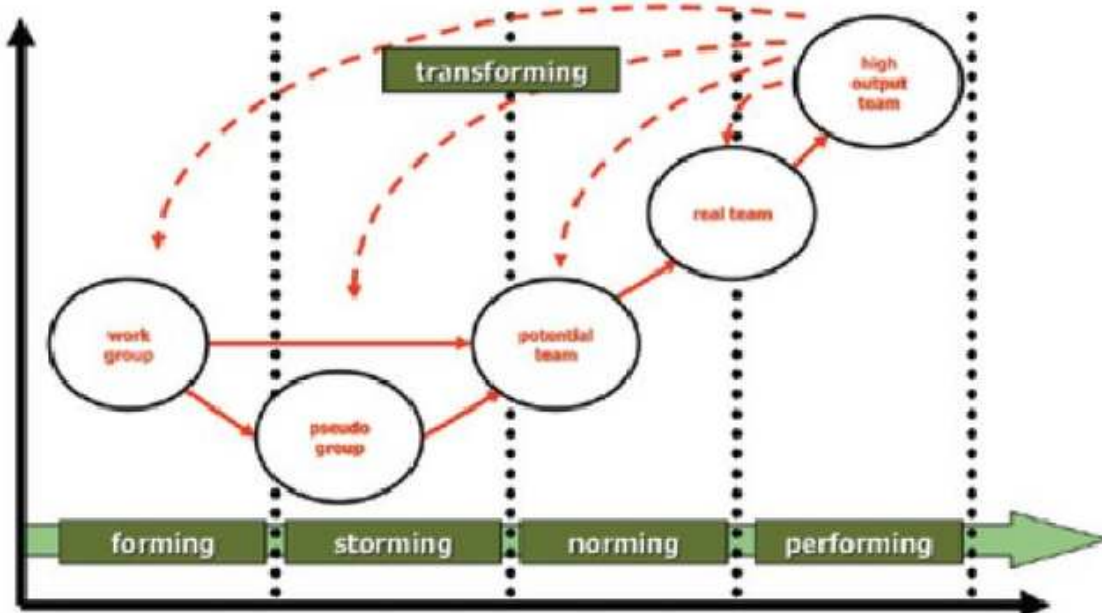 transforming
high
output
team
real team
work
group
potential
team
pseudo
group
forming
storming
norming
performing